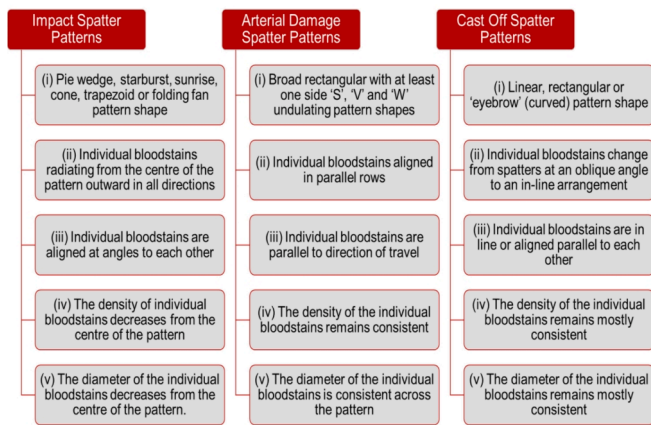 Impact Spatter
Patterns
(i) Pie wedge, starburst, sunrise,
cone, trapezoid or folding fan
pattern shape
(ii) Individual bloodstains
radiating from the centre of the
pattern outward in all directions
(iii) Individual bloodstains are
aligned at angles to each other
(iv) The density of individual
bloodstains decreases from the
centre of the pattern
(v) The diameter of the individual
bloodstains decreases from the
centre of the pattern.
Arterial Damage
Spatter Patterns
(i) Broad rectangular with at least
one side ‘S’, ‘V’ and ‘W’
undulating pattern shapes
(ii) Individual bloodstains aligned
in parallel rows
(iii) Individual bloodstains are
parallel to direction of travel
(iv) The density of the individual
bloodstains remains consistent
(v) The diameter of the individual
bloodstains is consistent across
the pattern
Cast Off Spatter
Patterns
(i) Linear, rectangular or
‘eyebrow’ (curved) pattern shape
(ii) Individual bloodstains change
from spatters at an oblique angle
to an in-line arrangement
(iii) Individual bloodstains are in
line or aligned parallel to each
other
(iv) The density of the individual
bloodstains remains mostly
consistent
(v) The diameter of the individual
bloodstains remains mostly
consistent